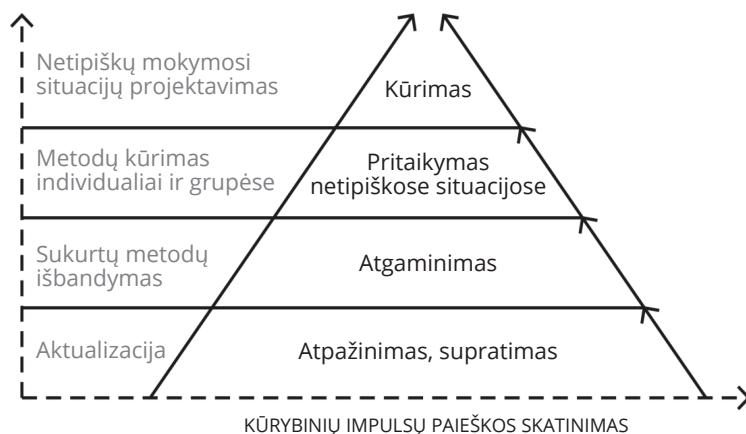 Netipiškų mokymosi
situacijų projektavimas
Kūrimas
Metodų kūrimas
individualiai ir grupėse
Pritaikymas
netipiškose situacijose
Sukurtų metodų
išbandymas
Atgaminimas
Aktualizacija
Atpažinimas, supratimas
KŪRYBINIŲ IMPULSŲ PAIEŠKOS SKATINIMAS